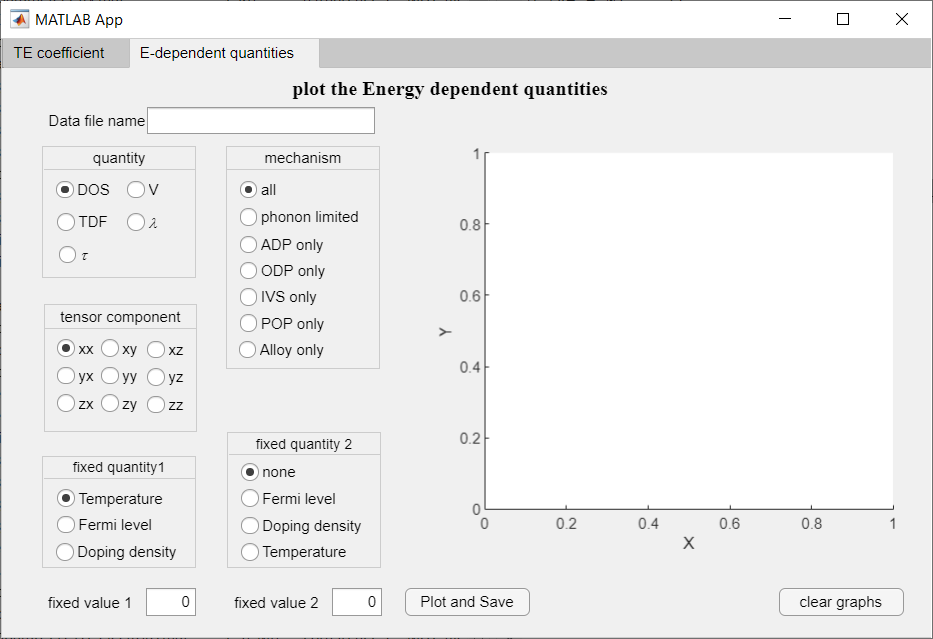 MATLAB App
TE coefficient
E-dependent quantities
plot the Energy dependent quantities
Data file name
quantity
DOS
V
TDF
λ
τ
mechanism
all
phonon limited
ADP only
ODP only
IVS only
POP only
Alloy only
tensor component
xx xy xz
yx yy yz
zx zy zz
fixed quantity1
Temperature
Fermi level
Doping density
fixed quantity 2
none
Fermi level
Doping density
Temperature
fixed value 1 0
fixed value 2 0
Plot and Save
clear graphs
1
0.8
0.6
0.4
0.2
0
Y
0 0.2 0.4 0.6 0.8 1
X